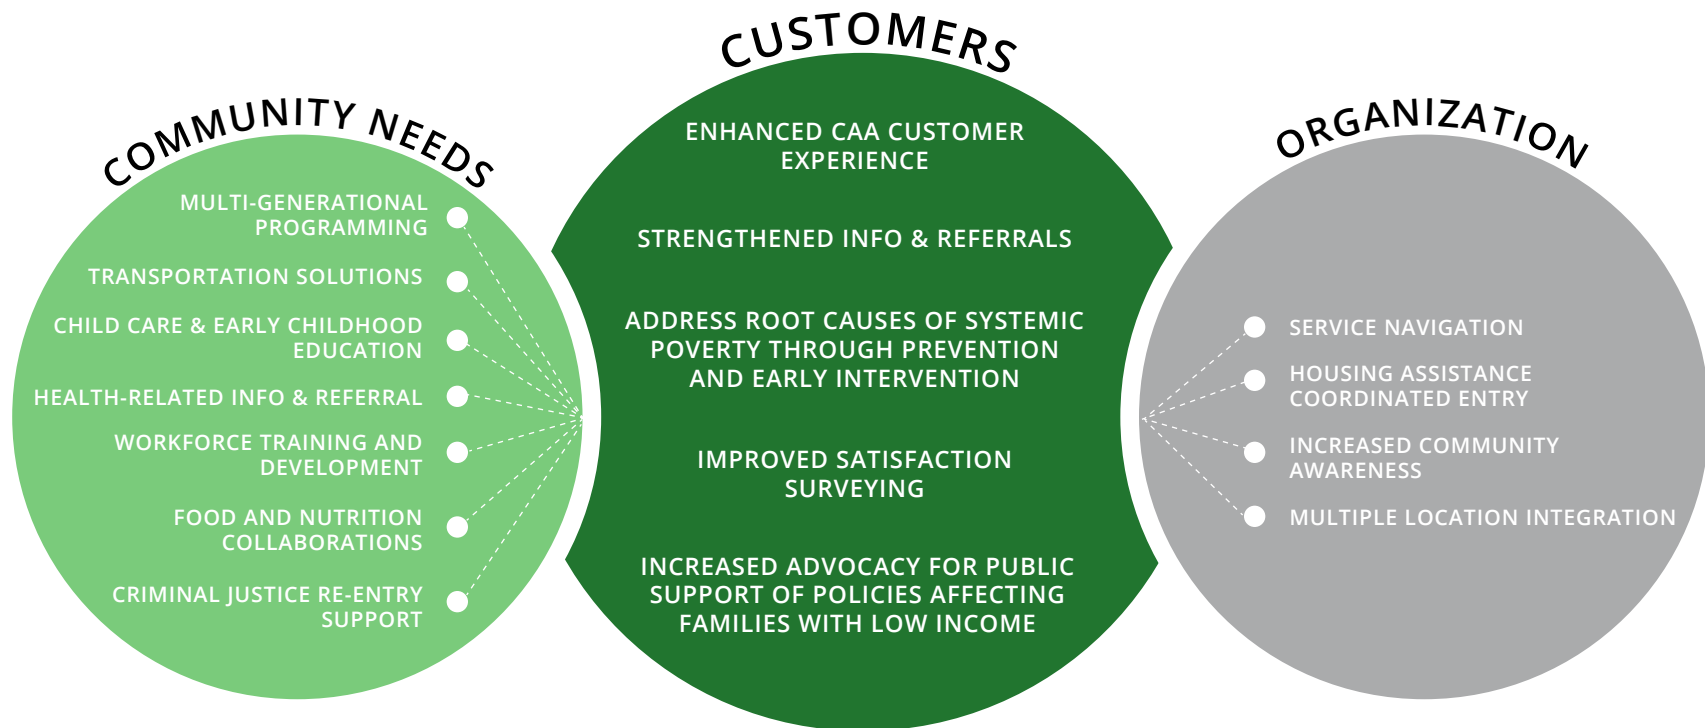 COMMUNITY NEEDS
MULTI-GENERATIONAL
PROGRAMMING
TRANSPORTATION SOLUTIONS
CHILD CARE & EARLY CHILDHOOD
EDUCATION
HEALTH-RELATED INFO & REFERRAL
WORKFORCE TRAINING AND
DEVELOPMENT
FOOD AND NUTRITION
COLLABORATIONS
CRIMINAL JUSTICE RE-ENTRY
SUPPORT
CUSTOMERS
ENHANCED CAA CUSTOMER
EXPERIENCE
STRENGTHENED INFO & REFERRALS
ADDRESS ROOT CAUSES OF SYSTEMIC
POVERTY THROUGH PREVENTION
AND EARLY INTERVENTION
IMPROVED SATISFACTION
SURVEYING
INCREASED ADVOCACY FOR PUBLIC
SUPPORT OF POLICIES AFFECTING
FAMILIES WITH LOW INCOME
ORGANIZATION
SERVICE NAVIGATION
HOUSING ASSISTANCE
COORDINATED ENTRY
INCREASED COMMUNITY
AWARENESS
MULTIPLE LOCATION INTEGRATION